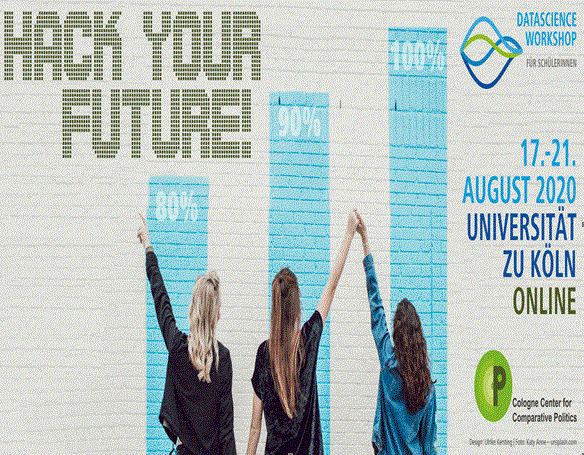 HACK YOUR
FUTURE!
80%
90%
100%
DATASCIENCE
WORKSHOP
FÜR SCHÜLERINNEN
17.-21.
AUGUST 2020
UNIVERSITÄT
ZU KÖLN
ONLINE
P
Cologne Center for
Comparative Politics
Design: Ulrike Kersting | Foto: Katy Anne – unsplash.com